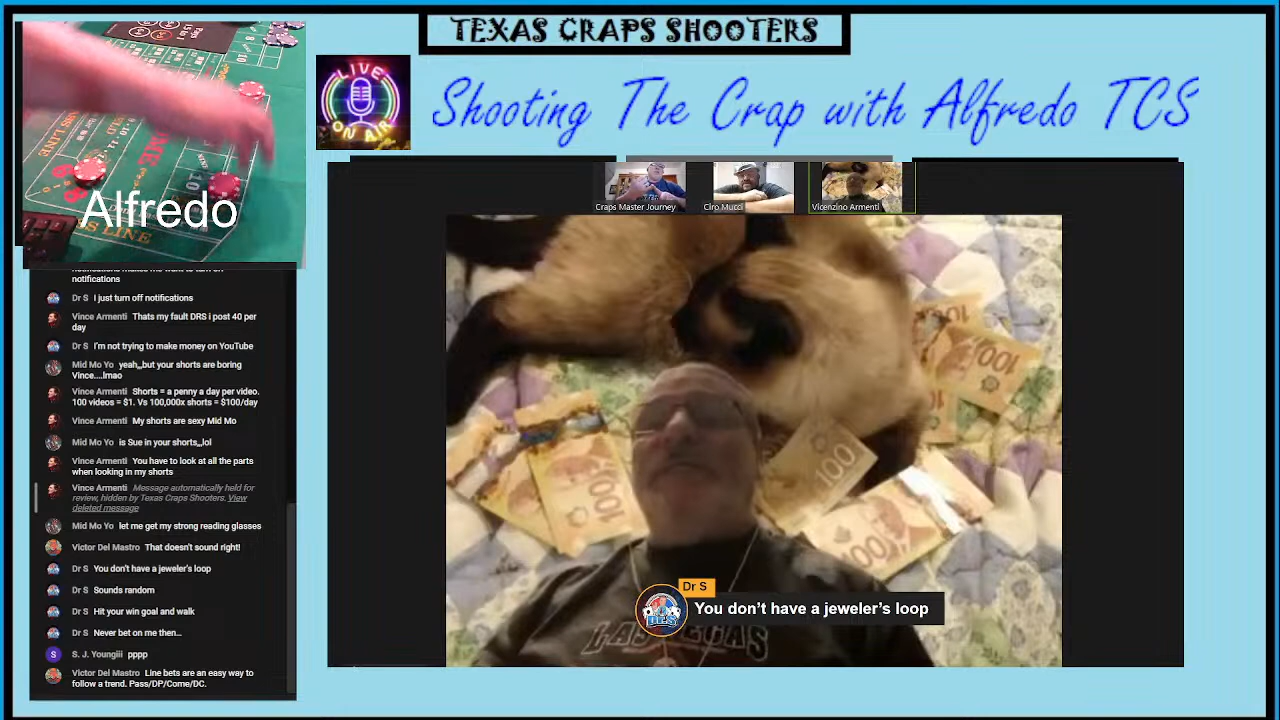 TEXAS CRAPS SHOOTERS
Shooting The Crap with Alfredo TCS
LIVE
ON AIR
Alfredo
COME
Craps Master Journey
Ciro Mucci
Vicenzino Armenti
notifications
Dr S I just turn off notifications
Vince Armenti Thats my fault DRS i post 40 per
day
Dr S I'm not trying to make money on YouTube
Mid Mo Yo yeah,,,but your shorts are boring
Vince....lmao
Vince Armenti Shorts = a penny a day per video.
100 videos = $1. Vs 100,000x shorts = $100/day
Vince Armenti My shorts are sexy Mid Mo
Mid Mo Yo is Sue in your shorts,,,lol
Vince Armenti You have to look at all the parts
when looking in my shorts
Vince Armenti Message automatically held for
review, hidden by Texas Craps Shooters. View
deleted message
Mid Mo Yo let me get my strong reading glasses
Victor Del Mastro That doesn't sound right!
Dr S You don't have a jeweler's loop
Dr S Sounds random
Dr S Hit your win goal and walk
Dr S Never bet on me then...
S S. J. Youngiii pppp
Victor Del Mastro Line bets are an easy way to
follow a trend. Pass/DP/Come/DC.
100
100
100
100
Dr S
You don't have a jeweler's loop
LAS VEGAS